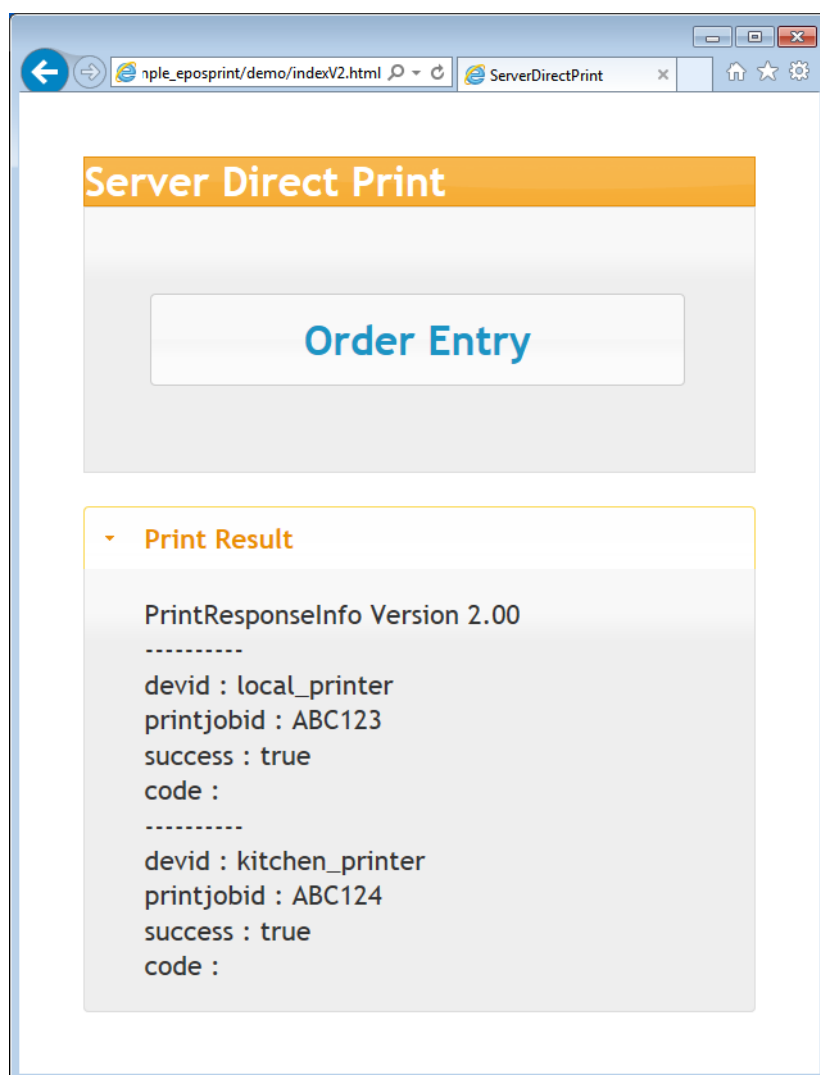 nple_eposprint/demo/indexV2.html
ServerDirectPrint
Server Direct Print
Order Entry
Print Result
PrintResponseInfo Version 2.00
----------
devid : local_printer
printjobid : ABC123
success : true
code :
----------
devid : kitchen_printer
printjobid : ABC124
success : true
code :